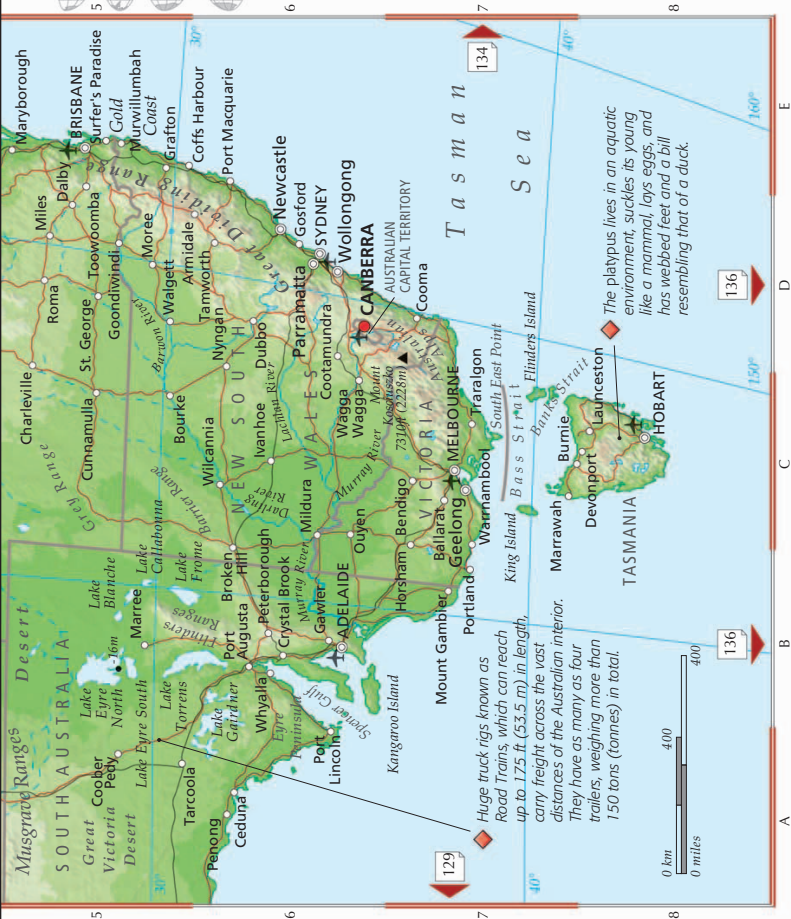 5
6
7
8
Musgrave Ranges
Desert
SOUTH AUSTRALIA
Great
Victoria
Desert
Coober
Pedy
Lake
Eyre
North
-16m
Lake Eyre South
Lake
Torrens
Lake
Gairdner
Tarcoola
Penong
Ceduna
Marree
Flinders
Ranges
Lake
Blanche
Lake
Callabonna
Lake
Frome
Port
Augusta
Whyalla
Eyre
Peninsula
Port
Lincoln
Spencer Gulf
Kangaroo Island
Peterborough
Crystal Brook
Gawler
ADELAIDE
Murray River
Broken
Hill
Grey Range
Barrier Range
Charleville
Roma
Miles
Maryborough
Dalby
BRISBANE
Surfer's Paradise
Gold
Coast
Murwillumbah
Toowoomba
St. George
Goondiwindi
Cunnamulla
Moree
Grafton
Coffs Harbour
Port Macquarie
Great Dividing Range
Armidale
Tamworth
Walgett
Barwon River
Bourke
Nyngan
Wilcannia
NEW SOUTH
WALES
Dubbo
Ivanhoe
Lachlan River
Darling
River
Mildura
Newcastle
Gosford
SYDNEY
Parramatta
Wollongong
CANBERRA
AUSTRALIAN
CAPITAL TERRITORY
Cootamundra
Wagga
Wagga
Cooma
Australian
Alps
Mount
Kosciuszko
7310ft (2228m)
Murray River
Ouyen
Bendigo
Horsham
Ballarat
VICTORIA
MELBOURNE
Geelong
Traralgon
Warrnambool
Portland
Mount Gambier
South East Point
Bass Strait
King Island
Flinders Island
Banks Strait
Marrawah
Burnie
Devonport
Launceston
HOBART
TASMANIA
Tasman
Sea
The platypus lives in an aquatic
environment, suckles its young
like a mammal, lays eggs, and
has webbed feet and a bill
resembling that of a duck.
Huge truck rigs known as
Road Trains, which can reach
up to 175 ft (53.5 m) in length,
carry freight across the vast
distances of the Australian interior.
They have as many as four
trailers, weighing more than
150 tons (tonnes) in total.
0 km
400
0 miles
400
129
134
136
136
30°
30°
40°
40°
150°
160°
A
B
C
D
E
5
6
7
8